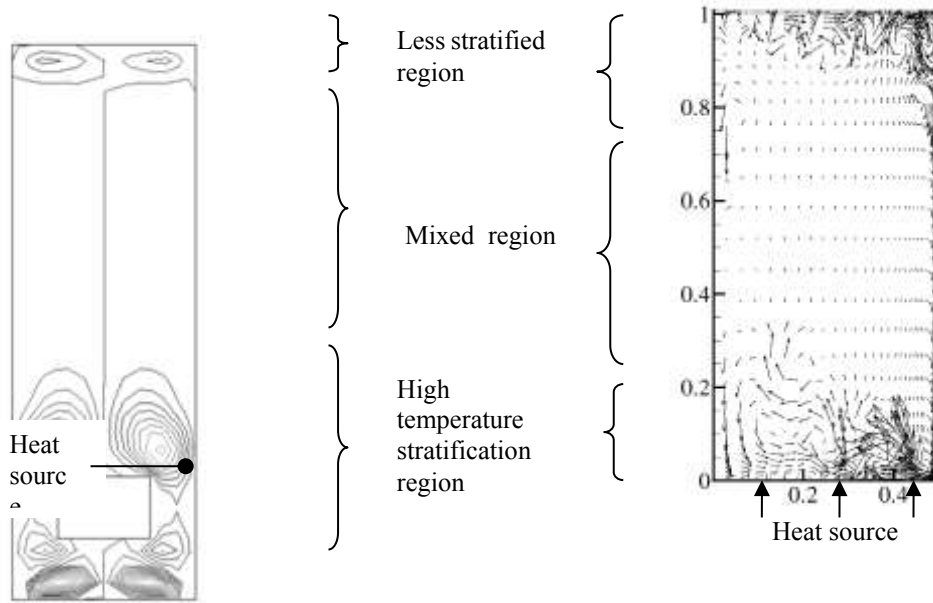 Less stratified
region
Mixed region
High
temperature
stratification
region
Heat
sourc
e
1
0.8
0.6
0.4
0.2
0
0.2
0.4
Heat source